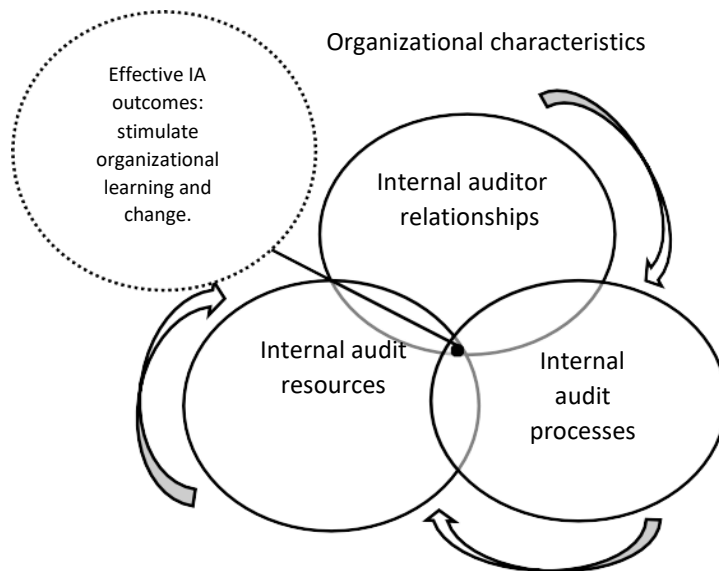 Organizational characteristics
Effective IA
outcomes:
stimulate
organizational
learning and
change.
Internal auditor
relationships
Internal audit
resources
Internal
audit
processes